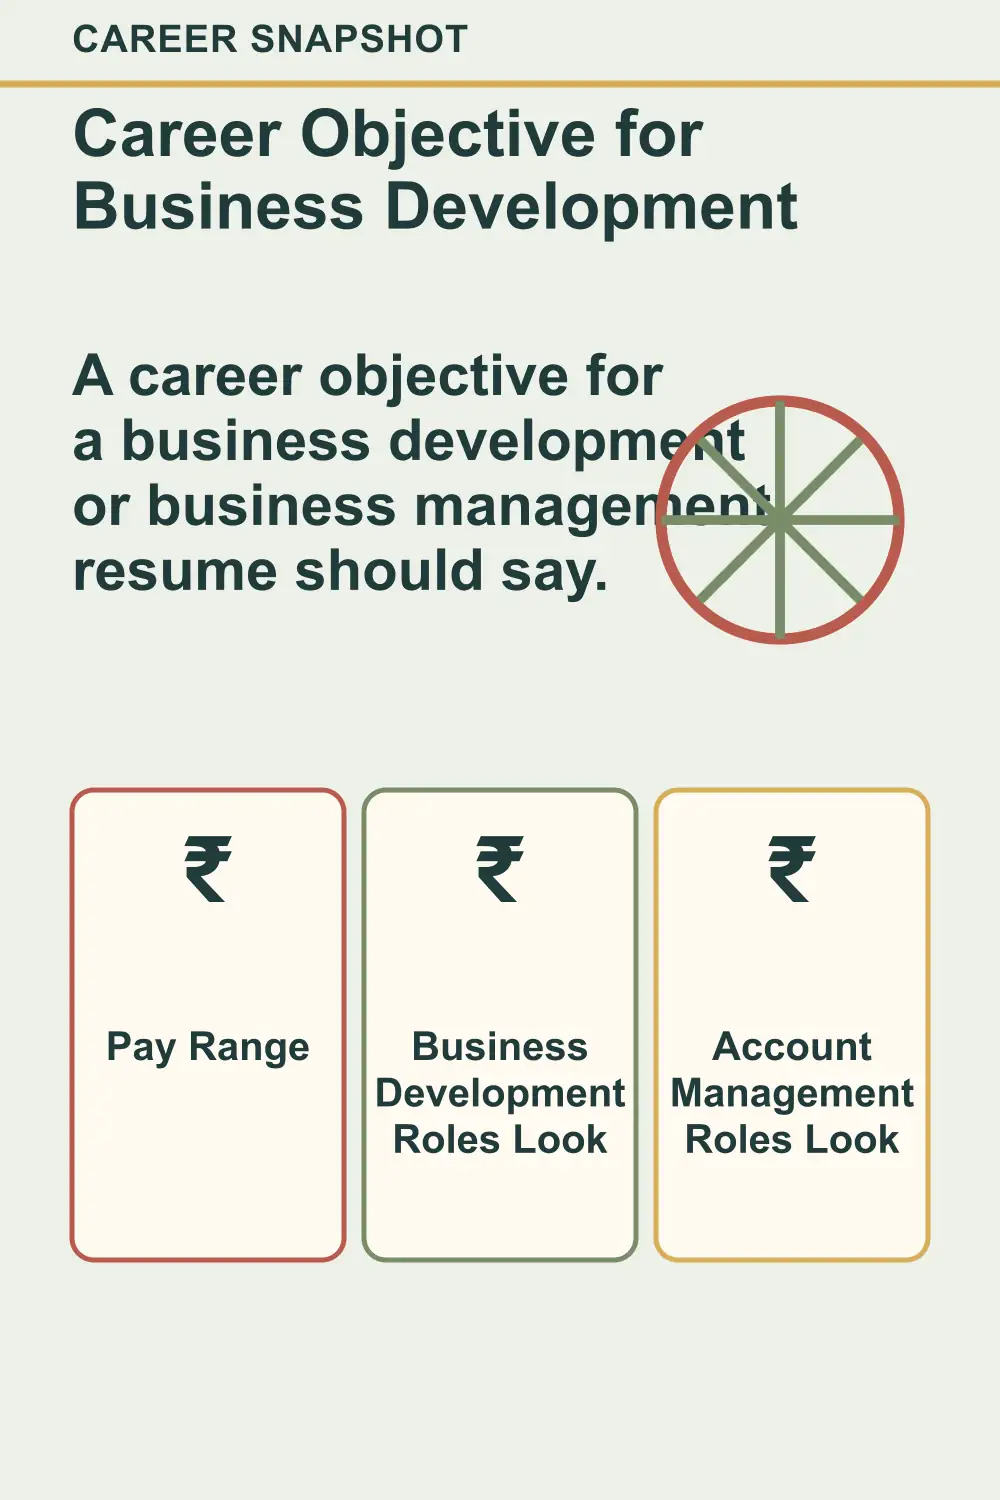 CAREER SNAPSHOT
Career Objective for
Business Development
A career objective for
a business development
or business management
resume should say.
₹
Pay Range
₹
Business
Development
Roles Look
₹
Account
Management
Roles Look